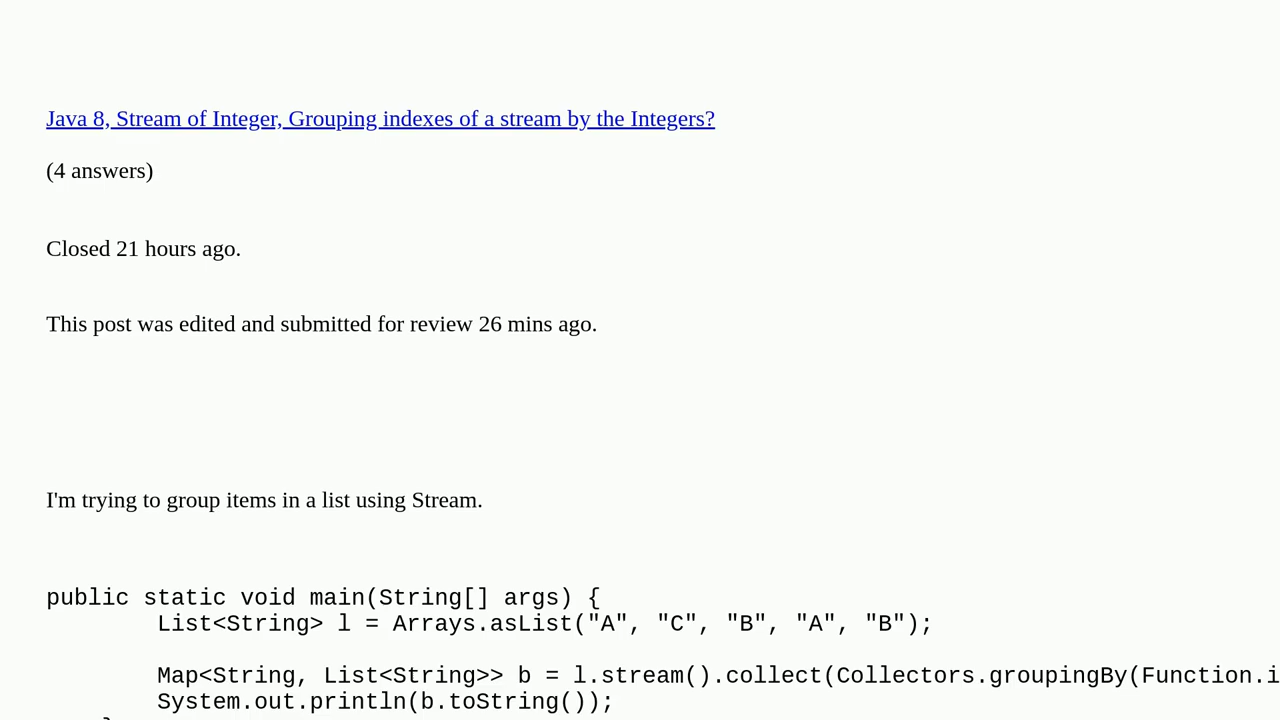 Java 8, Stream of Integer, Grouping indexes of a stream by the Integers?
(4 answers)
Closed 21 hours ago.
This post was edited and submitted for review 26 mins ago.
I'm trying to group items in a list using Stream.
public static void main(String[] args) {
List<String> l = Arrays.asList("A", "C", "B", "A", "B");
Map<String, List<String>> b = l.stream().collect(Collectors.groupingBy(Function.i
System.out.println(b.toString());